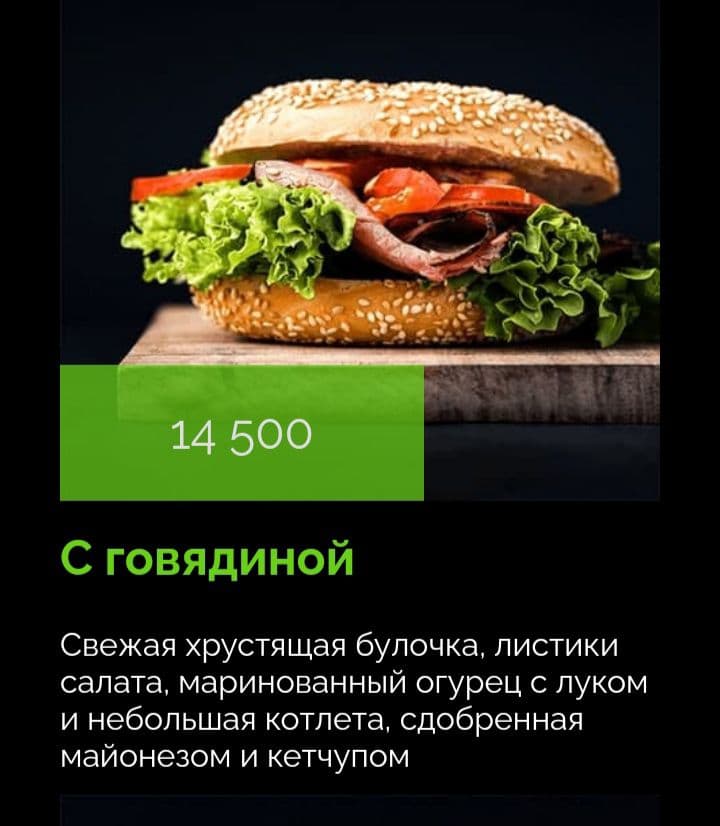 14 500
С говядиной
Свежая хрустящая булочка, листики
салата, маринованный огурец с луком
и небольшая котлета, сдобренная
майонезом и кетчупом